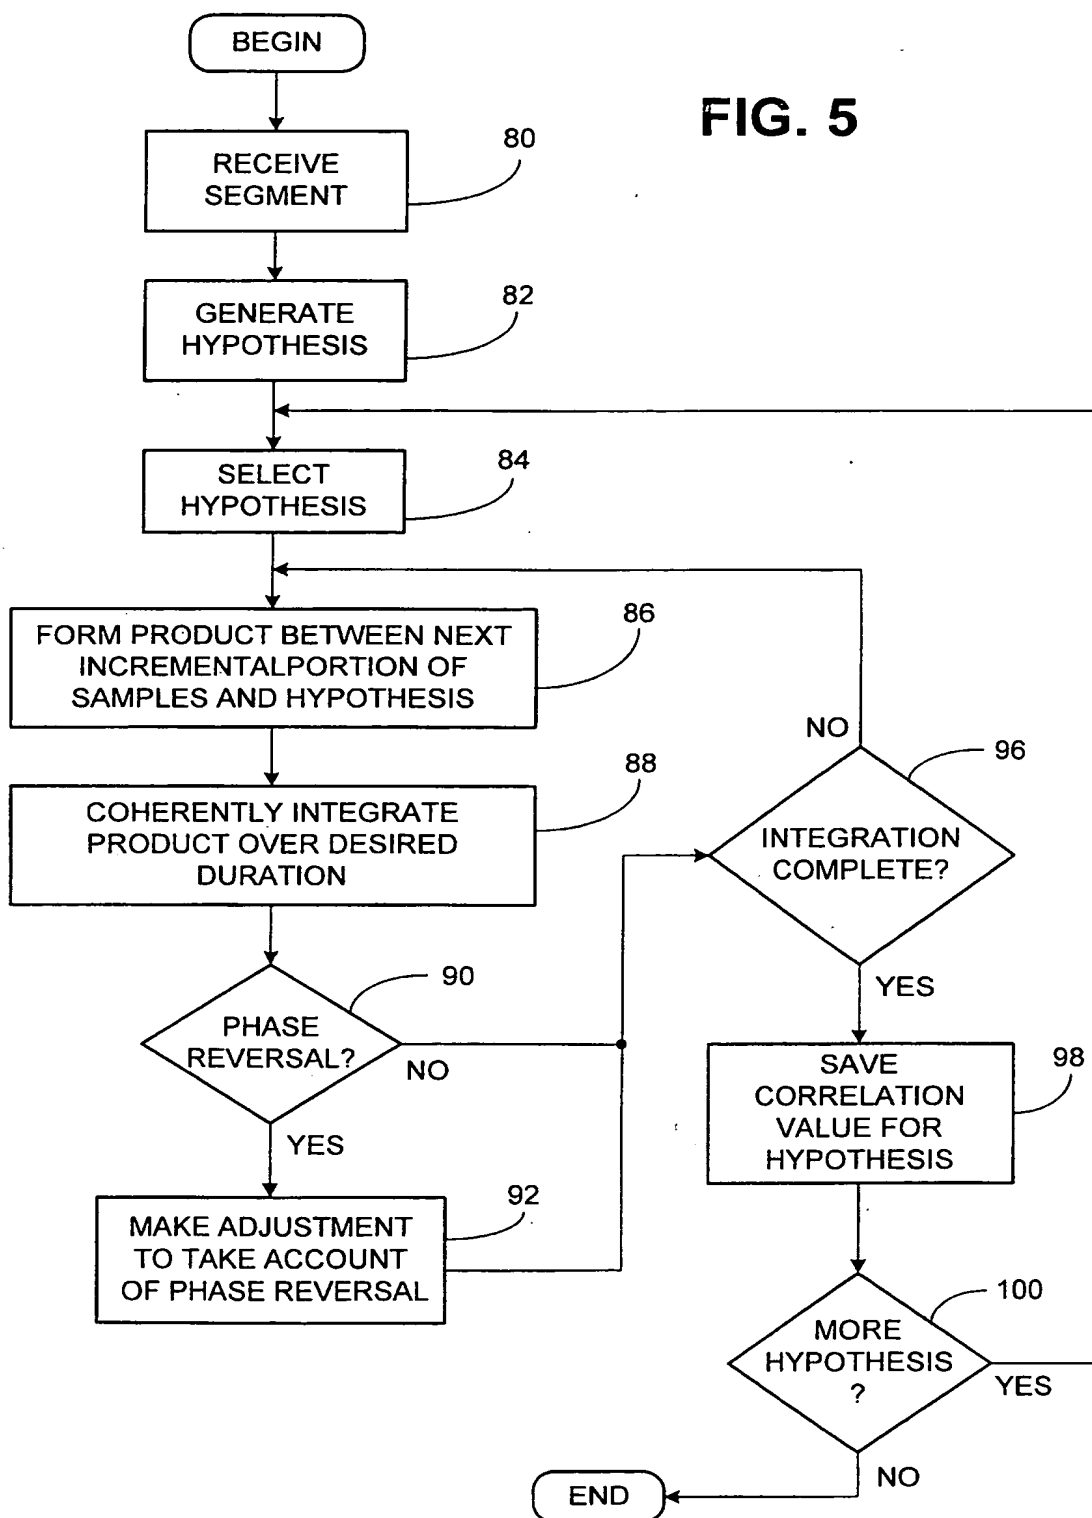 BEGIN
FIG. 5
RECEIVE
SEGMENT
80
GENERATE
HYPOTHESIS
82
SELECT
HYPOTHESIS
84
FORM PRODUCT BETWEEN NEXT
INCREMENTALPORTION OF
SAMPLES AND HYPOTHESIS
86
COHERENTLY INTEGRATE
PRODUCT OVER DESIRED
DURATION
88
PHASE
REVERSAL?
90
NO
YES
MAKE ADJUSTMENT
TO TAKE ACCOUNT
OF PHASE REVERSAL
92
NO
INTEGRATION
COMPLETE?
96
YES
SAVE
CORRELATION
VALUE FOR
HYPOTHESIS
98
MORE
HYPOTHESIS
?
100
YES
NO
END